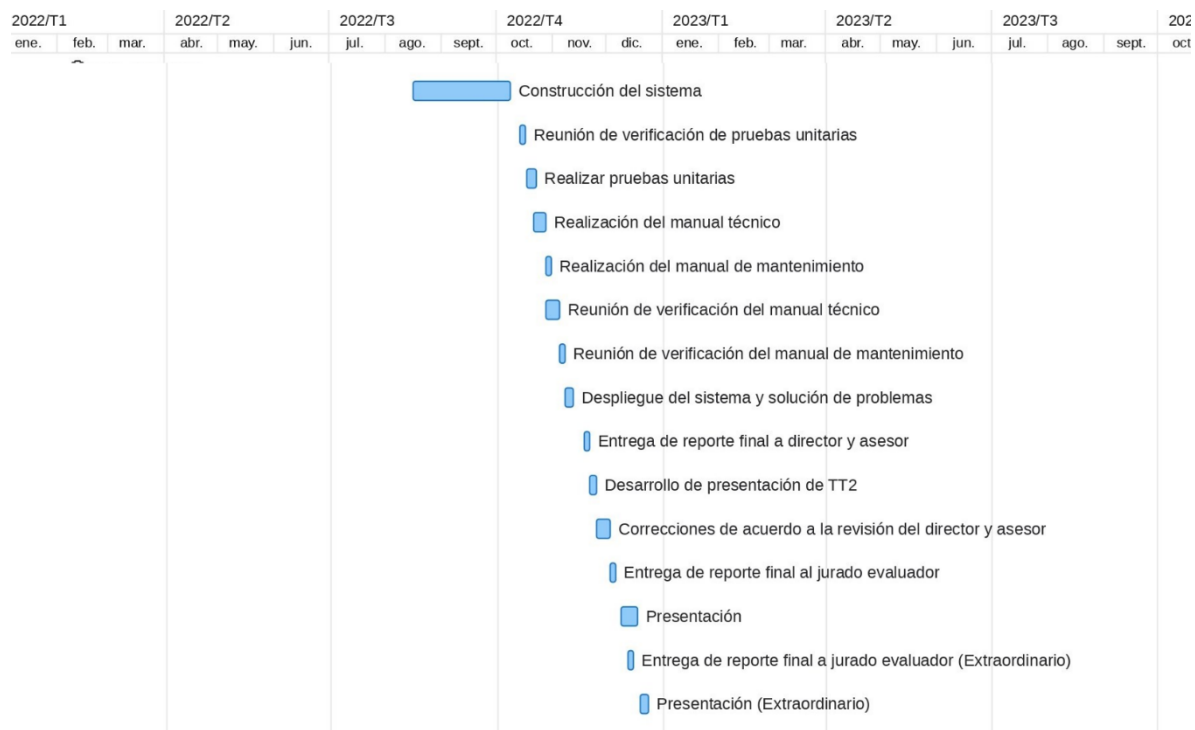 2022/T1 2022/T2 2022/T3 2022/T4 2023/T1 2023/T2 2023/T3
ene. feb. mar. abr. may. jun. jul. ago. sept. oct. nov. dic. ene. feb. mar. abr. may. jun. jul. ago. sept. oct
Construcción del sistema
Reunión de verificación de pruebas unitarias
Realizar pruebas unitarias
Realización del manual técnico
Realización del manual de mantenimiento
Reunión de verificación del manual técnico
Reunión de verificación del manual de mantenimiento
Despliegue del sistema y solución de problemas
Entrega de reporte final a director y asesor
Desarrollo de presentación de TT2
Correcciones de acuerdo a la revisión del director y asesor
Entrega de reporte final al jurado evaluador
Presentación
Entrega de reporte final a jurado evaluador (Extraordinario)
Presentación (Extraordinario)